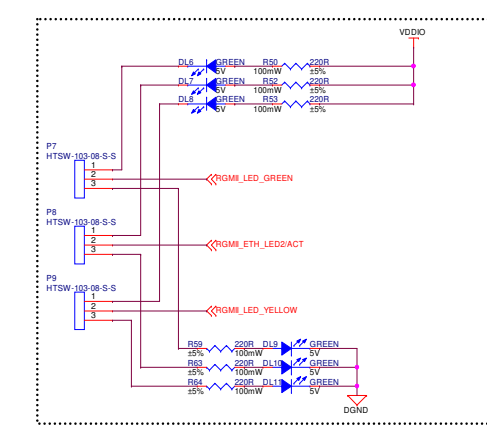 VDDIO
DL6 GREEN R50 220R
5V 100mW ±5%
DL7 GREEN R52 220R
5V 100mW ±5%
DL8 GREEN R53 220R
5V 100mW ±5%
P7
HTSW-103-08-S-S
1
2
3
RGMII_LED_GREEN
P8
HTSW-103-08-S-S
1
2
3
RGMII_ETH_LED2/ACT
P9
HTSW-103-08-S-S
1
2
3
RGMII_LED_YELLOW
R59 220R DL9 GREEN
±5% 100mW 5V
R63 220R DL10 GREEN
±5% 100mW 5V
R64 220R DL11 GREEN
±5% 100mW 5V
DGND